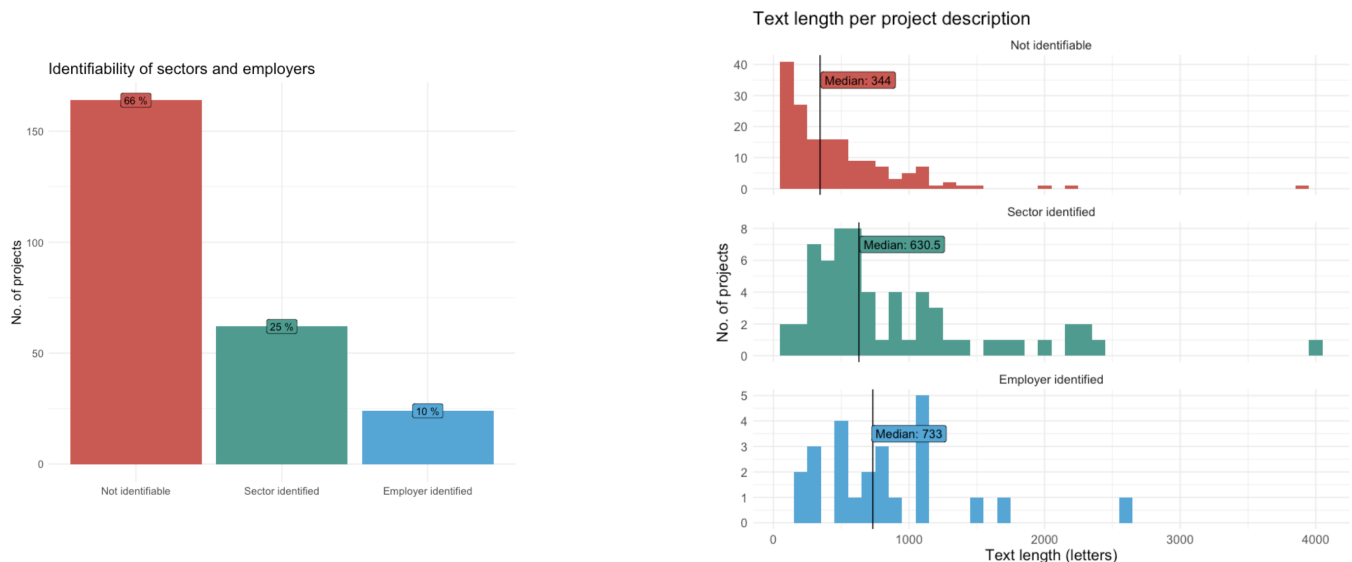 Identifiability of sectors and employers
No. of projects
150
100
50
0
66 %
25 %
10 %
Not identifiable
Sector identified
Employer identified
Text length per project description
No. of projects
Not identifiable
40
30
20
10
0
Median: 344
Sector identified
8
6
4
2
0
Median: 630.5
Employer identified
5
4
3
2
1
0
Median: 733
0
1000
2000
3000
4000
Text length (letters)